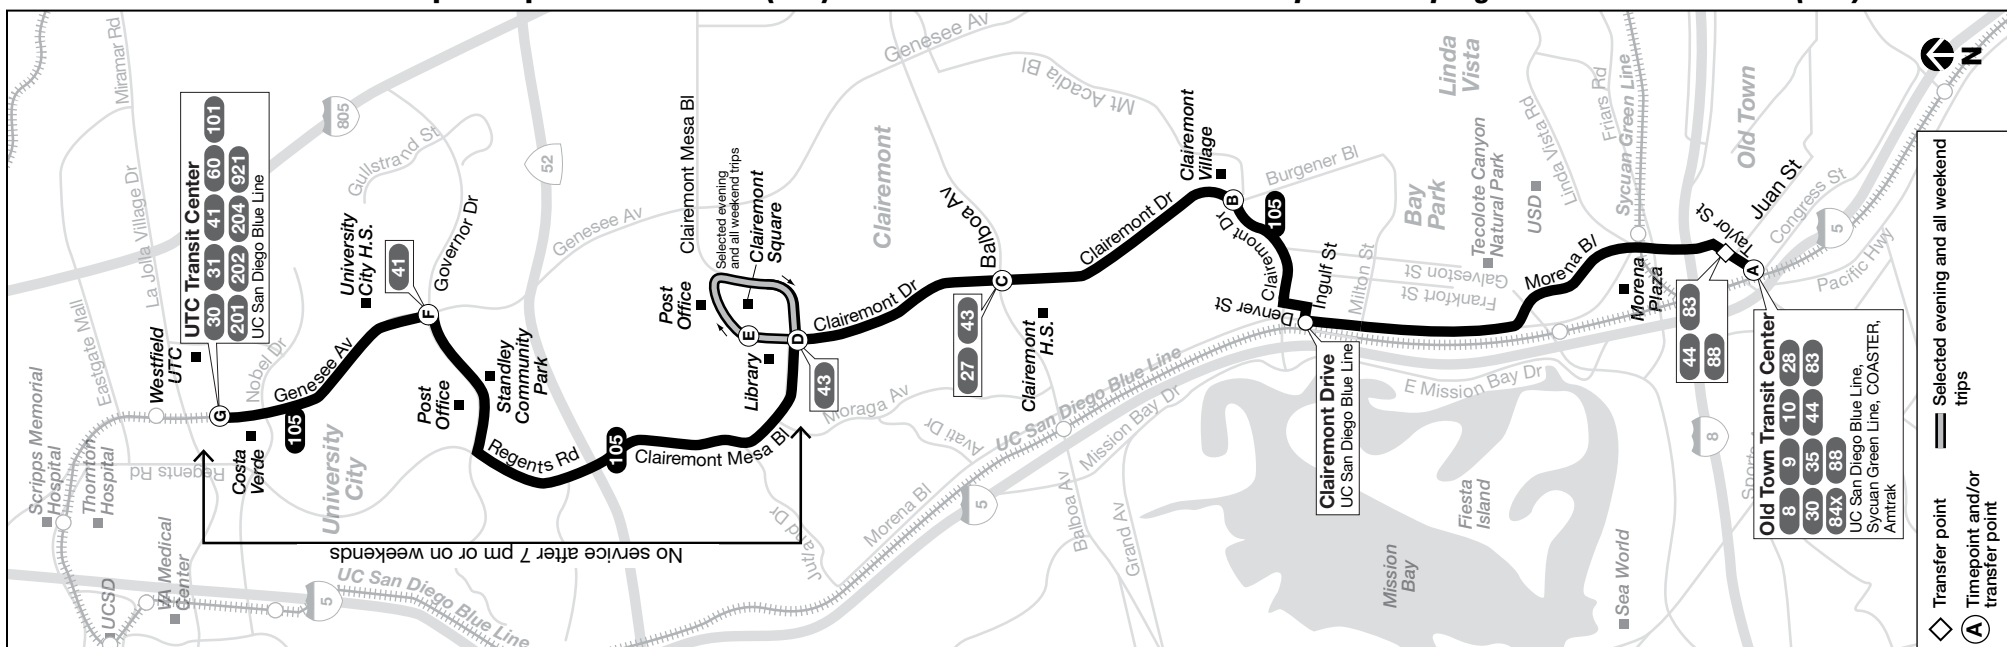 Miramar Rd
Eastgate Mall
La Jolla Village Dr
Nobel Dr
Scripps Memorial
Hospital
Thornton
Hospital
Regents Rd
UCSD
VA Medical
Center
Westfield
UTC
UTC Transit Center
30 31 41 60 101
201 202 204 921
UC San Diego Blue Line
G
Costa
Verde
105
Genesee Av
University
City
805
Gullstrand St
University
City H.S.
41
F
Governor Dr
Post
Office
Standley
Community
Park
Regents Rd
52
Genesee Av
105
Clairemont Mesa Bl
No service after 7 pm or on weekends
5
UC San Diego Blue Line
Clairemont Mesa Bl
Selected evening
and all weekend trips
Clairemont
Square
Post
Office
E
Library
D
43
Moraga Av
Avati Dr
Jutland Dr
Morena Bl
5
UC San Diego Blue Line
Mission Bay Dr
Genesee Av
Clairemont
Mt Acadia Bl
Clairemont Dr
Balboa Av
C
27 43
Clairemont
H.S.
Clairemont Dr
Balboa Av
Grand Av
Clairemont
Village
B
Burgener Bl
105
Clairemont Dr
Denver St
Ingulf St
Milton St
Clairemont Drive
UC San Diego Blue Line
Bay
Park
Galveston St
Frankfort St
E Mission Bay Dr
Mission
Bay
Fiesta
Island
Sea World
Linda
Vista
Tecolote Canyon
Natural Park
USD
Linda Vista Rd
Friars Rd
Sycuan Green Line
Morena Bl
Morena
Plaza
Old Town
Taylor St
Juan St
Congress St
5
Pacific Hwy
A
44 83
88
8
Old Town Transit Center
8 9 10 28
30 35 44 83
84X 88
UC San Diego Blue Line,
Sycuan Green Line, COASTER,
Amtrak
N
Transfer point
A Timepoint and/or
transfer point
Selected evening and all weekend
trips